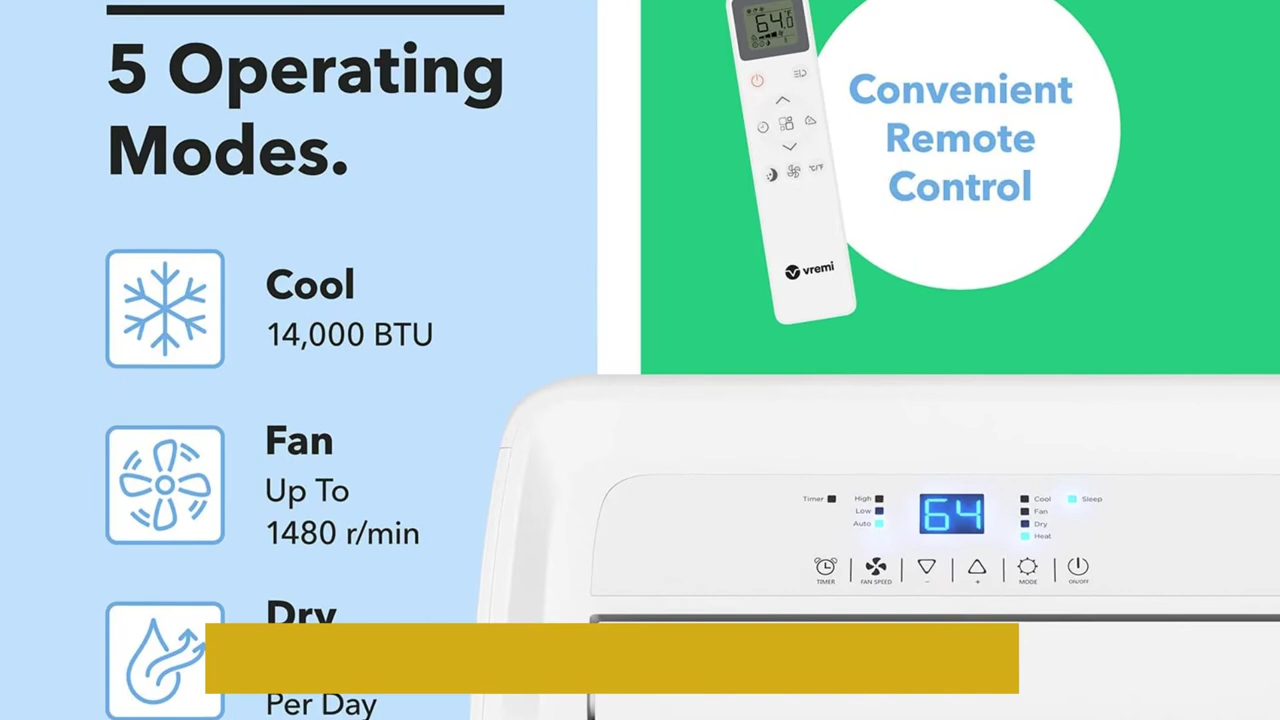 5 Operating
Modes.
Cool
14,000 BTU
Fan
Up To
1480 r/min
Dry
Per Day
64.0
°C/°F
vremi
Convenient
Remote
Control
Timer
High
Low
Auto
64
Cool
Fan
Dry
Heat
Sleep
TIMER
FAN SPEED
−
+
MODE
ON/OFF